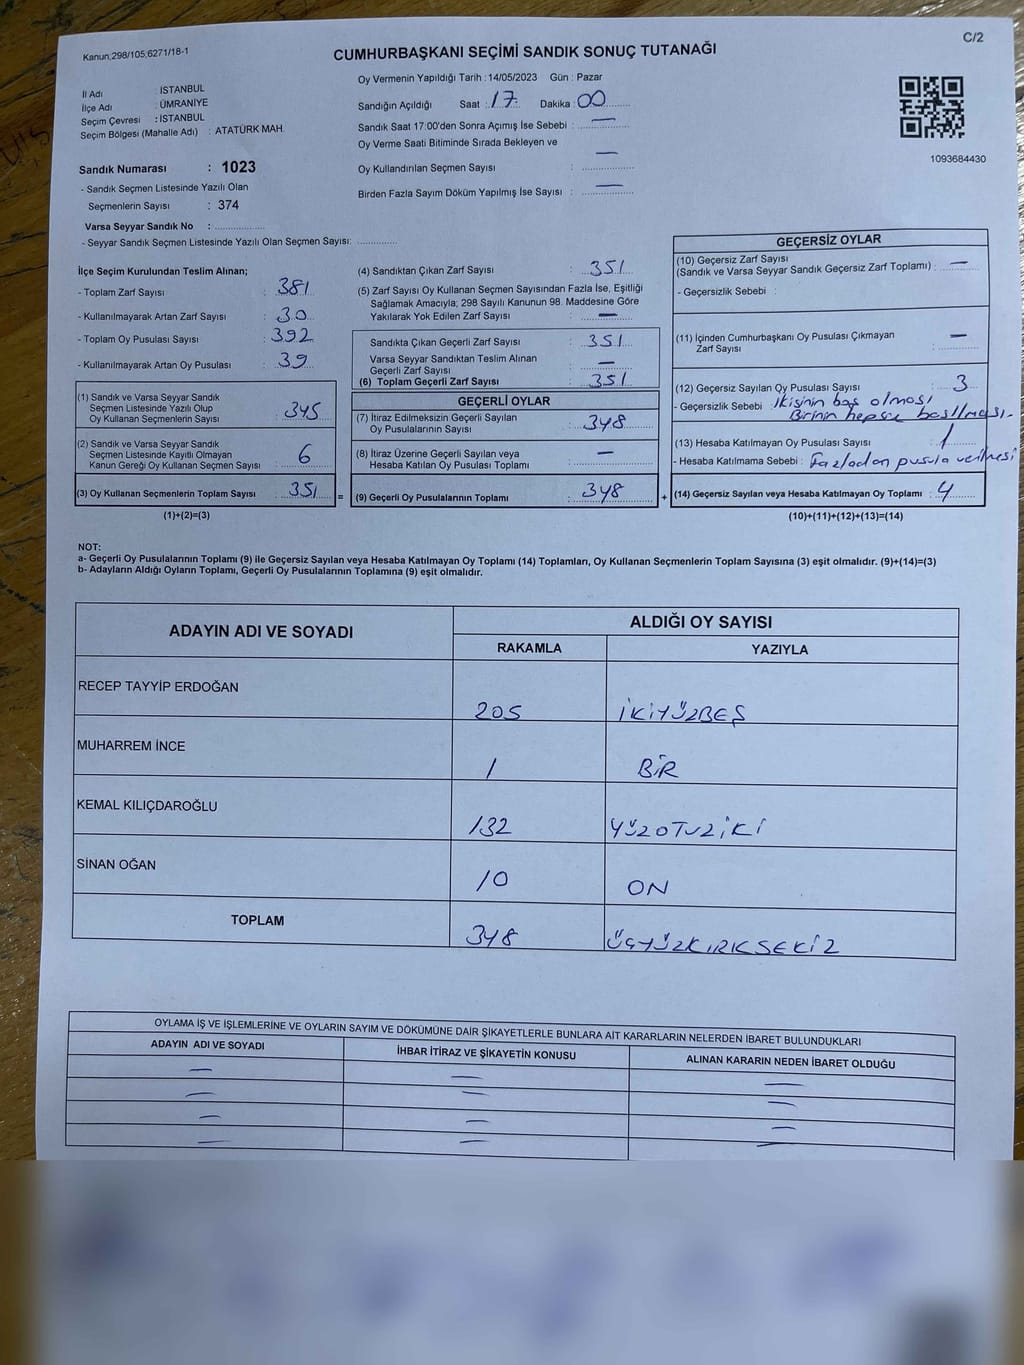 Kanun;298/105,6271/18-1
C/2
CUMHURBAŞKANI SEÇİMİ SANDIK SONUÇ TUTANAĞI
İl Adı : İSTANBUL
İlçe Adı : ÜMRANİYE
Seçim Çevresi : İSTANBUL
Seçim Bölgesi (Mahalle Adı) : ATATÜRK MAH.
Sandık Numarası : 1023
- Sandık Seçmen Listesinde Yazılı Olan
Seçmenlerin Sayısı : 374
Varsa Seyyar Sandık No :
- Seyyar Sandık Seçmen Listesinde Yazılı Olan Seçmen Sayısı:
Oy Vermenin Yapıldığı Tarih : 14/05/2023 Gün : Pazar
Sandığın Açıldığı Saat : 17 Dakika : 00
Sandık Saat 17:00'den Sonra Açımış İse Sebebi : —
Oy Verme Saati Bitiminde Sırada Bekleyen ve
Oy Kullandırılan Seçmen Sayısı : —
Birden Fazla Sayım Döküm Yapılmış İse Sayısı : —
1093684430
İlçe Seçim Kurulundan Teslim Alınan;
- Toplam Zarf Sayısı : 381
- Kullanılmayarak Artan Zarf Sayısı : 30
- Toplam Oy Pusulası Sayısı : 392
- Kullanılmayarak Artan Oy Pusulası : 39
(1) Sandık ve Varsa Seyyar Sandık
Seçmen Listesinde Yazılı Olup
Oy Kullanan Seçmenlerin Sayısı : 345
(2) Sandık ve Varsa Seyyar Sandık
Seçmen Listesinde Kayıtlı Olmayan
Kanun Gereği Oy Kullanan Seçmen Sayısı : 6
(3) Oy Kullanan Seçmenlerin Toplam Sayısı : 351 =
(1)+(2)=(3)
(4) Sandıktan Çıkan Zarf Sayısı : 351
(5) Zarf Sayısı Oy Kullanan Seçmen Sayısından Fazla İse, Eşitliği
Sağlamak Amacıyla; 298 Sayılı Kanunun 98. Maddesine Göre
Yakılarak Yok Edilen Zarf Sayısı : —
Sandıkta Çıkan Geçerli Zarf Sayısı : 351
Varsa Seyyar Sandıktan Teslim Alınan
Geçerli Zarf Sayısı : —
(6) Toplam Geçerli Zarf Sayısı : 351
GEÇERLİ OYLAR
(7) İtiraz Edilmeksizin Geçerli Sayılan
Oy Pusulalarının Sayısı : 348
(8) İtiraz Üzerine Geçerli Sayılan veya
Hesaba Katılan Oy Pusulası Toplamı : —
(9) Geçerli Oy Pusulalarının Toplamı : 348 +
GEÇERSİZ OYLAR
(10) Geçersiz Zarf Sayısı
(Sandık ve Varsa Seyyar Sandık Geçersiz Zarf Toplamı) : —
- Geçersizlik Sebebi :
(11) İçinden Cumhurbaşkanı Oy Pusulası Çıkmayan
Zarf Sayısı : —
(12) Geçersiz Sayılan Oy Pusulası Sayısı : 3
- Geçersizlik Sebebi : ikisinin boş olması
Birinin hepsi basılması.
(13) Hesaba Katılmayan Oy Pusulası Sayısı : 1
- Hesaba Katılmama Sebebi : Fazladan pusula verilmesi
(14) Geçersiz Sayılan veya Hesaba Katılmayan Oy Toplamı : 4
(10)+(11)+(12)+(13)=(14)
NOT:
a- Geçerli Oy Pusulalarının Toplamı (9) ile Geçersiz Sayılan veya Hesaba Katılmayan Oy Toplamı (14) Toplamları, Oy Kullanan Seçmenlerin Toplam Sayısına (3) eşit olmalıdır. (9)+(14)=(3)
b- Adayların Aldığı Oyların Toplamı, Geçerli Oy Pusulalarının Toplamına (9) eşit olmalıdır.
ADAYIN ADI VE SOYADI
ALDIĞI OY SAYISI
RAKAMLA YAZIYLA
RECEP TAYYİP ERDOĞAN 205 İKİYÜZBEŞ
MUHARREM İNCE 1 BİR
KEMAL KILIÇDAROĞLU 132 YÜZOTUZİKİ
SİNAN OĞAN 10 ON
TOPLAM 348 ÜÇYÜZKIRKSEKİZ
OYLAMA İŞ VE İŞLEMLERİNE VE OYLARIN SAYIM VE DÖKÜMÜNE DAİR ŞİKAYETLERLE BUNLARA AİT KARARLARIN NELERDEN İBARET BULUNDUKLARI
ADAYIN ADI VE SOYADI İHBAR İTİRAZ VE ŞİKAYETİN KONUSU ALINAN KARARIN NEDEN İBARET OLDUĞU
— — —
— — —
— — —
— — —